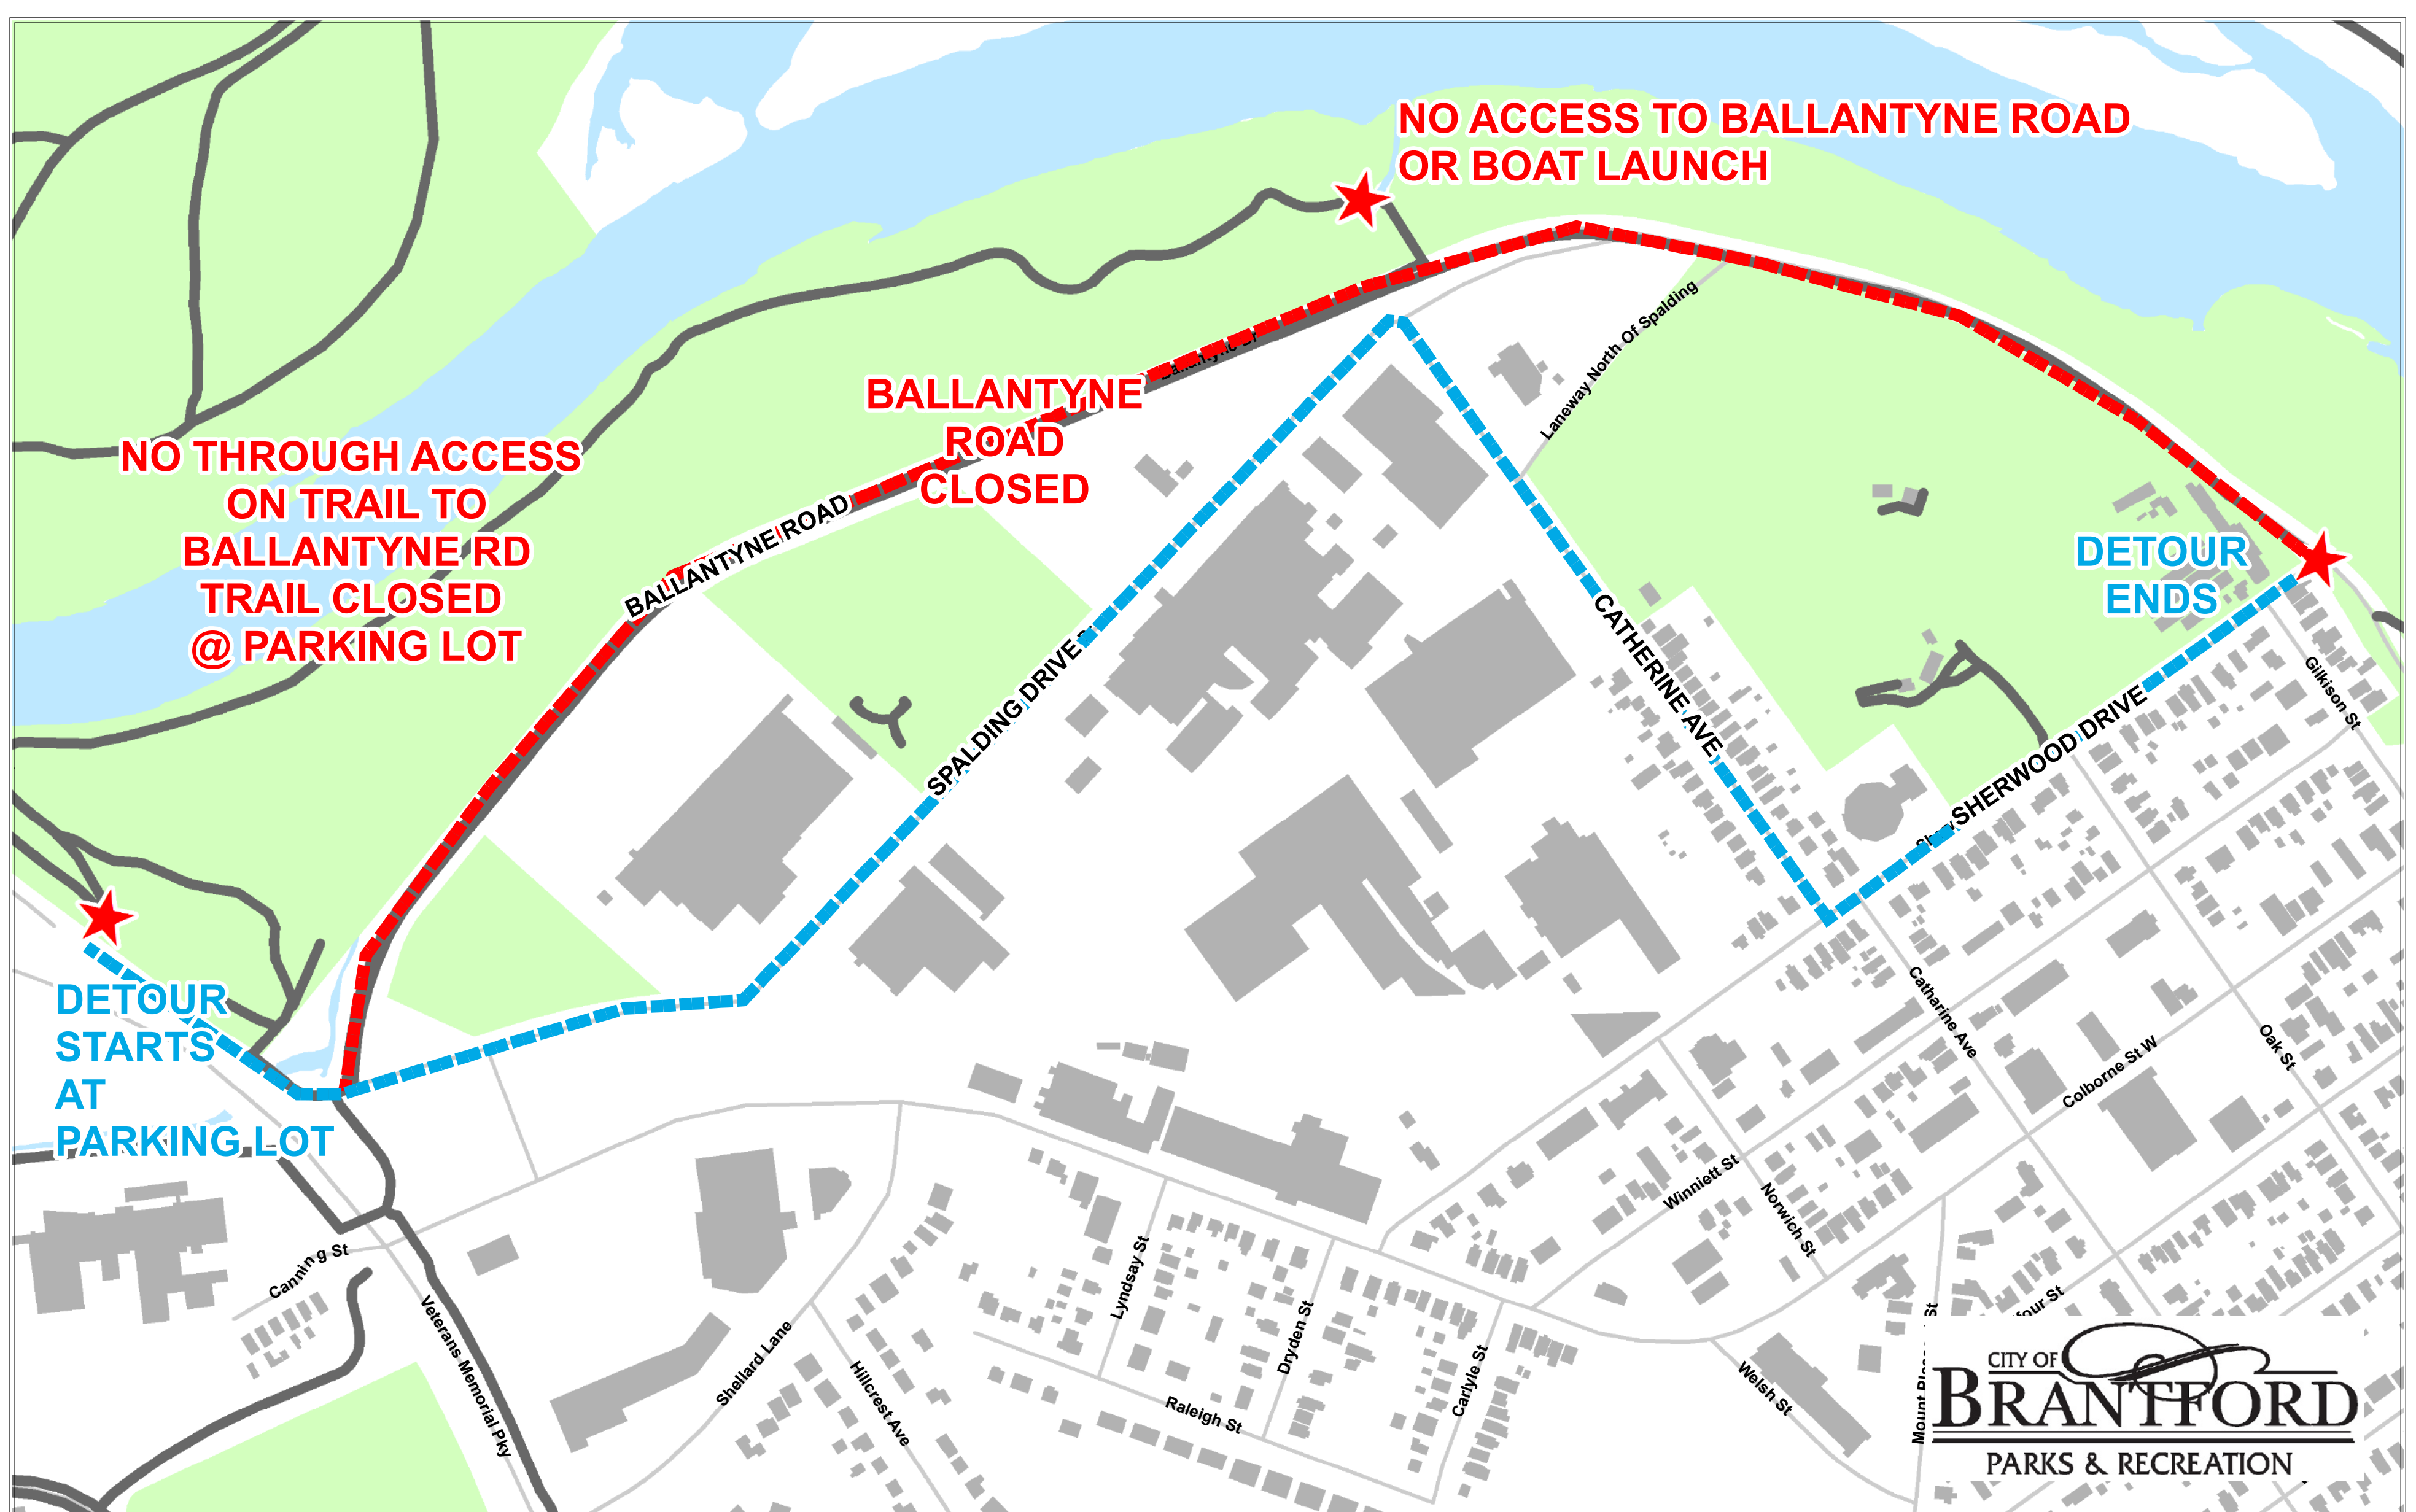 NO ACCESS TO BALLANTYNE ROAD
OR BOAT LAUNCH
Laneway North Of Spalding
BALLANTYNE
ROAD
CLOSED
NO THROUGH ACCESS
ON TRAIL TO
BALLANTYNE RD
TRAIL CLOSED
@ PARKING LOT
BALLANTYNE ROAD
DETOUR
ENDS
SPALDING DRIVE
CATHERINE AVE
SHERWOOD DRIVE
Gilkison St
DETOUR
STARTS
AT
PARKING LOT
Catharine Ave
Colborne St W
Oak St
Winniett St
Norwich St
Canning St
Veterans Memorial Pky
Shellard Lane
Hillcrest Ave
Lyndsay St
Dryden St
Carlyle St
Raleigh St
Welsh St
Mount
St
St
CITY OF
BRANTFORD
PARKS & RECREATION